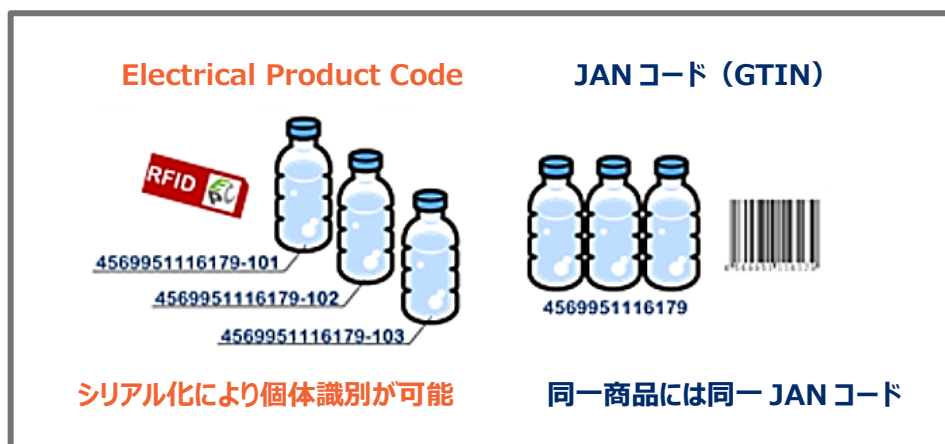 Electrical Product Code
JAN コード（GTIN）
RFID
4569951116179-101
4569951116179-102
4569951116179-103
4569951116179
シリアル化により個体識別が可能
同一商品には同一 JAN コード